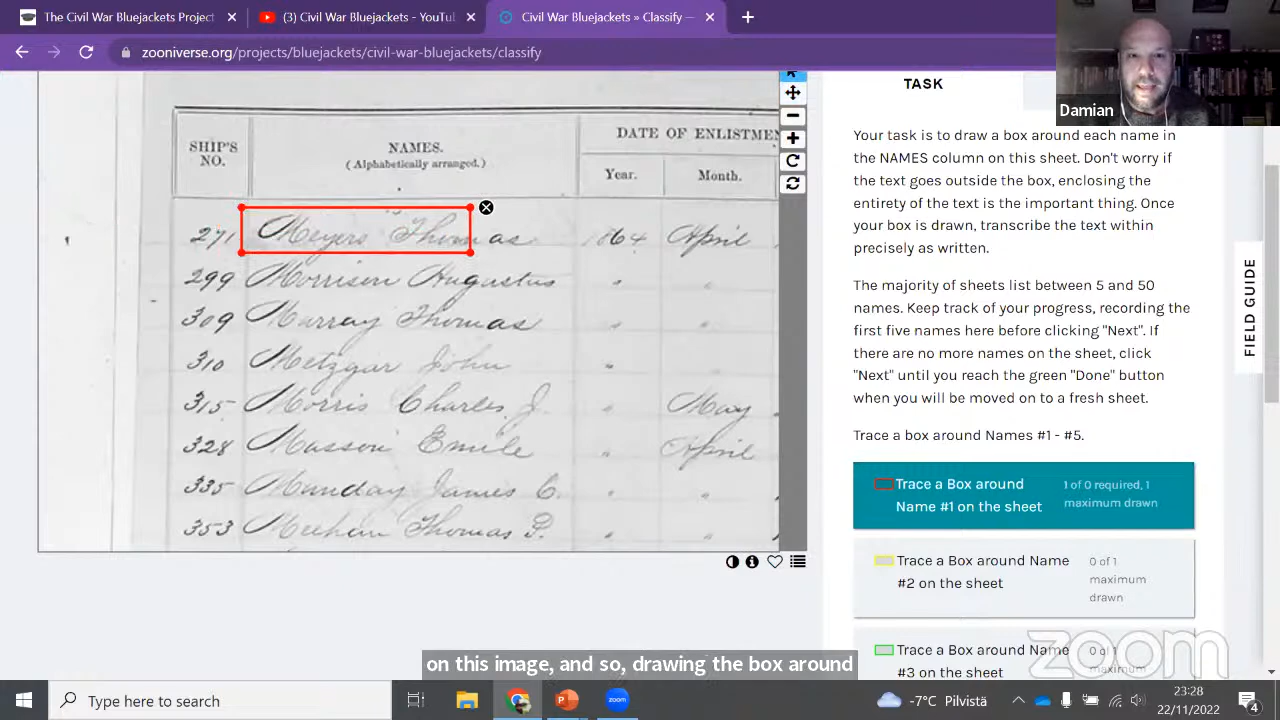 The Civil War Bluejackets Project
(3) Civil War Bluejackets - YouTu
Civil War Bluejackets » Classify —
zooniverse.org/projects/bluejackets/civil-war-bluejackets/classify
Damian
SHIP'S NO.
NAMES.
(Alphabetically arranged.)
DATE OF ENLISTMEN
Year.
Month.
271 Meyers Thomas 1864 April
299 Morrison Augustus " "
309 Murray Thomas " "
310 Metzgar John "
315 Morris Charles J. " May
328 Masson Emile " April
335 Munday James C. " "
353 Meehan Thomas P. " "
TASK
Your task is to draw a box around each name in
the NAMES column on this sheet. Don't worry if
the text goes outside the box, enclosing the
entirety of the text is the important thing. Once
your box is drawn, transcribe the text within
precisely as written.
The majority of sheets list between 5 and 50
names. Keep track of your progress, recording the
first five names here before clicking "Next". If
there are no more names on the sheet, click
"Next" until you reach the green "Done" button
when you will be moved on to a fresh sheet.
Trace a box around Names #1 - #5.
Trace a Box around
Name #1 on the sheet
1 of 0 required, 1
maximum drawn
Trace a Box around Name
#2 on the sheet
0 of 1
maximum
drawn
Trace a Box around Name
#3 on the sheet
0 of 1
maximum
FIELD GUIDE
on this image, and so, drawing the box around
zoom
Type here to search
zoom
-7°C Pilvistä
23:28
22/11/2022
4